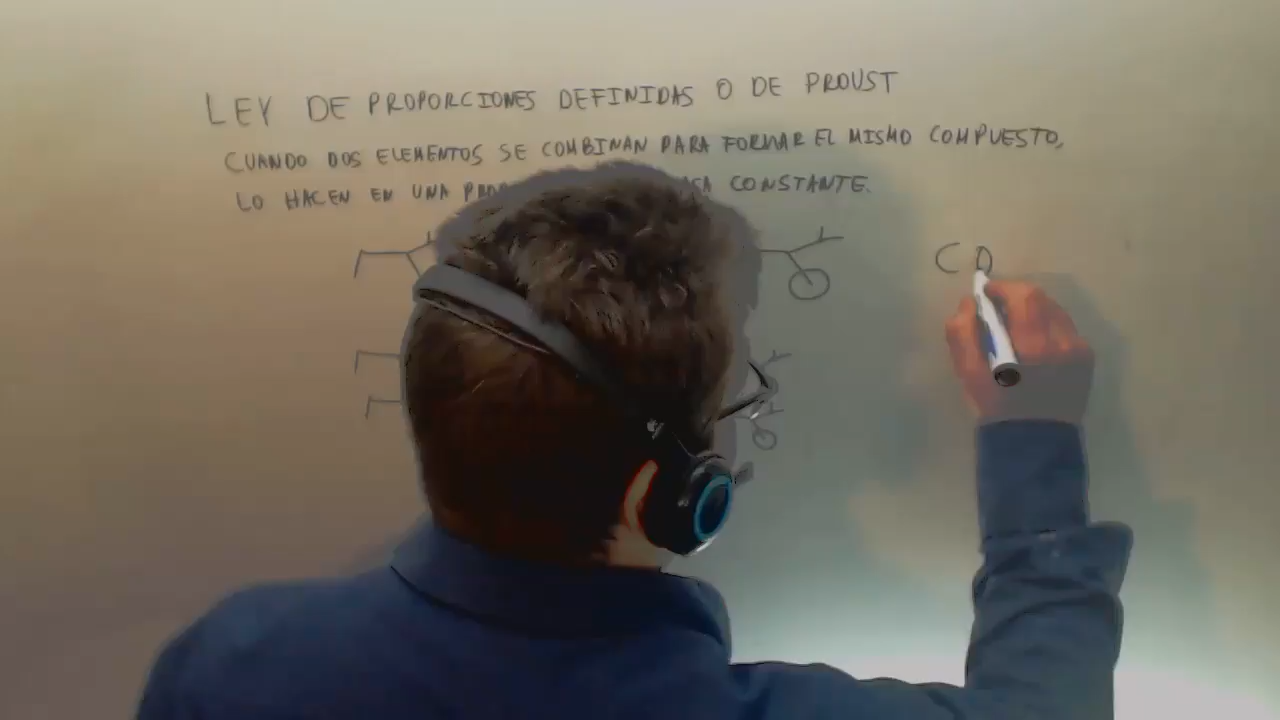 LEY DE PROPORCIONES DEFINIDAS O DE PROUST
CUANDO DOS ELEMENTOS SE COMBINAN PARA FORMAR EL MISMO COMPUESTO,
LO HACEN EN UNA CONSTANTE.
CO